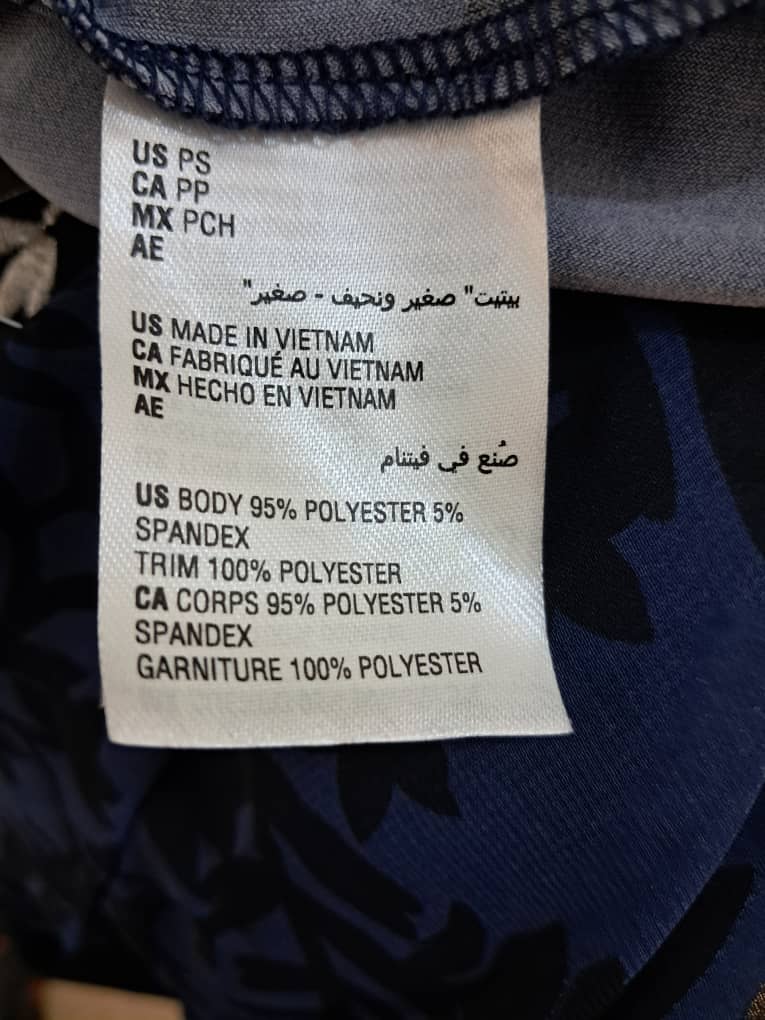 US PS
CA PP
MX PCH
AE
بيتيت" صغير ونحيف - صغير"
US MADE IN VIETNAM
CA FABRIQUÉ AU VIETNAM
MX HECHO EN VIETNAM
AE
صُنع في فيتنام
US BODY 95% POLYESTER 5%
SPANDEX
TRIM 100% POLYESTER
CA CORPS 95% POLYESTER 5%
SPANDEX
GARNITURE 100% POLYESTER